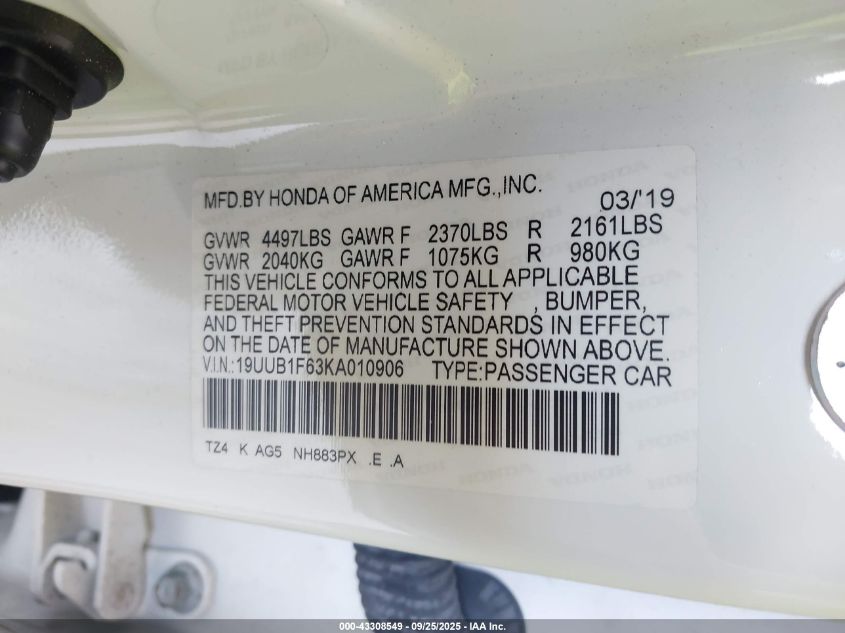 MFD.BY HONDA OF AMERICA MFG.,INC. 03/'19
GVWR 4497LBS GAWR F 2370LBS R 2161LBS
GVWR 2040KG GAWR F 1075KG R 980KG
THIS VEHICLE CONFORMS TO ALL APPLICABLE
FEDERAL MOTOR VEHICLE SAFETY , BUMPER,
AND THEFT PREVENTION STANDARDS IN EFFECT
ON THE DATE OF MANUFACTURE SHOWN ABOVE.
V.I.N.:19UUB1F63KA010906 TYPE:PASSENGER CAR
TZ4 K AG5 NH883PX .E .A
000-43308549 - 09/25/2025 - IAA Inc.